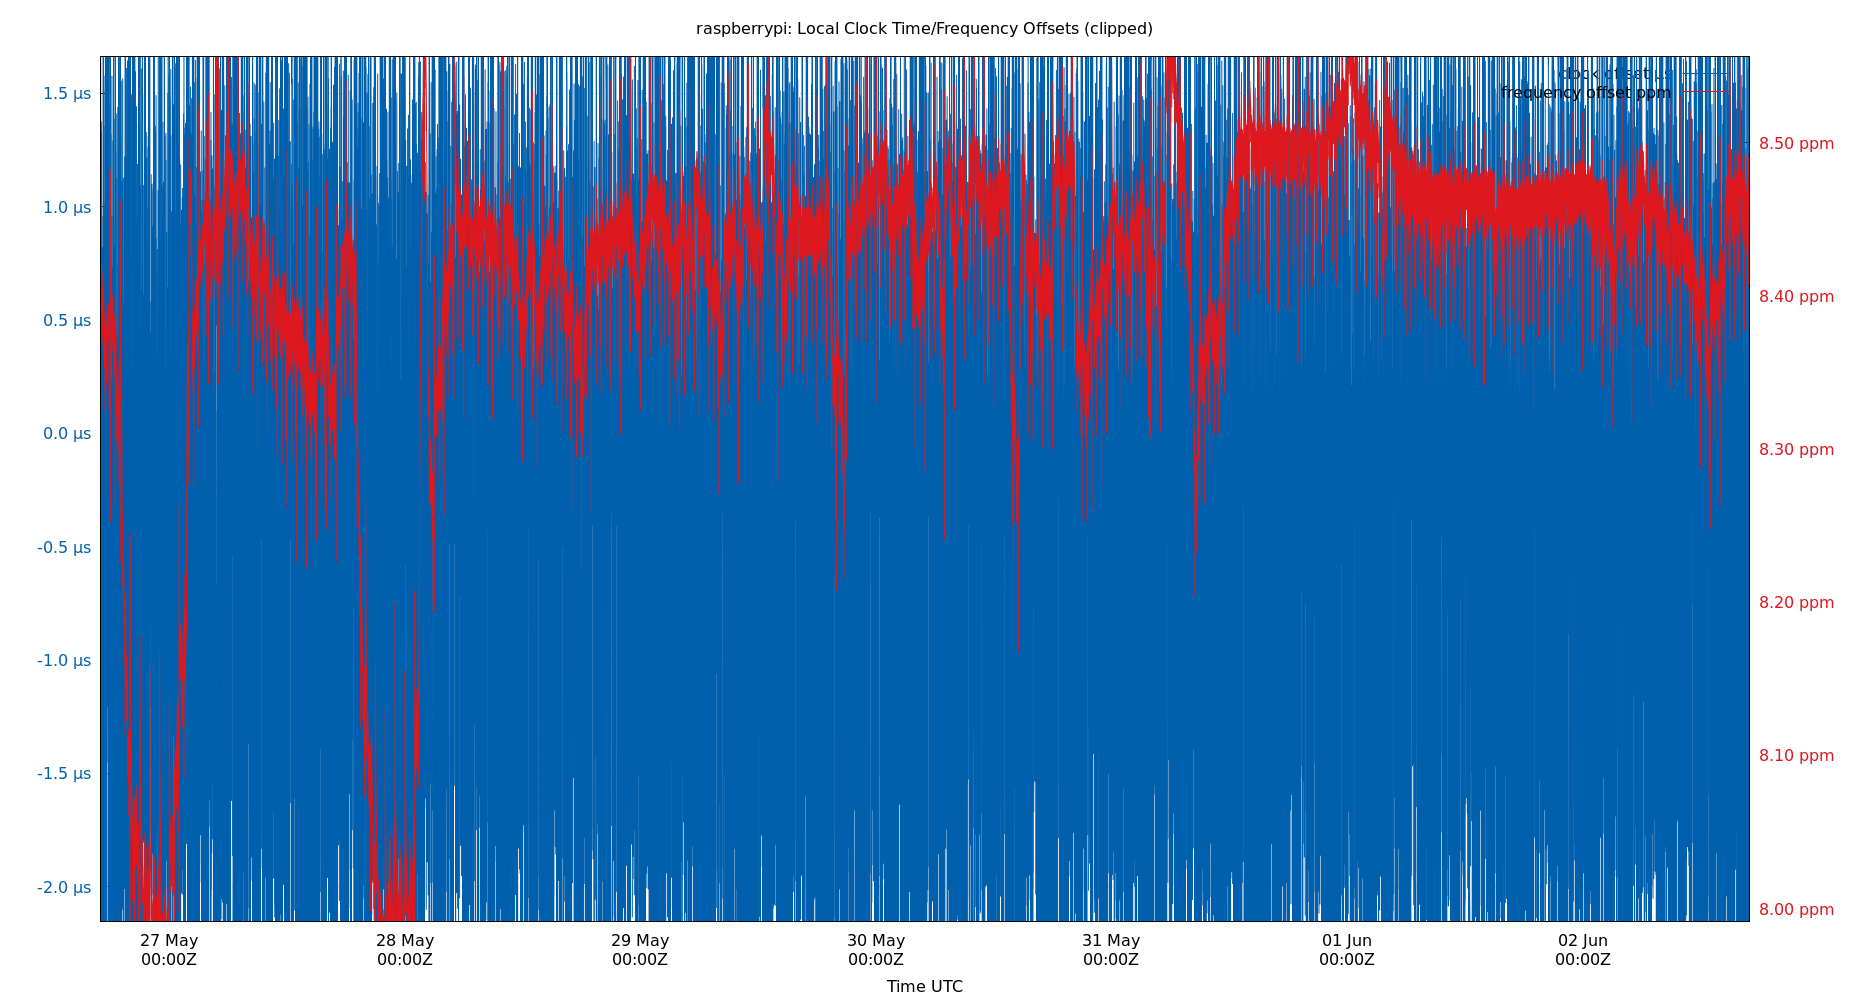 raspberrypi: Local Clock Time/Frequency Offsets (clipped)
clock offset µs
frequency offset ppm
1.5 µs
1.0 µs
0.5 µs
0.0 µs
-0.5 µs
-1.0 µs
-1.5 µs
-2.0 µs
8.50 ppm
8.40 ppm
8.30 ppm
8.20 ppm
8.10 ppm
8.00 ppm
27 May 28 May 29 May 30 May 31 May 01 Jun 02 Jun
00:00Z 00:00Z 00:00Z 00:00Z 00:00Z 00:00Z 00:00Z
Time UTC